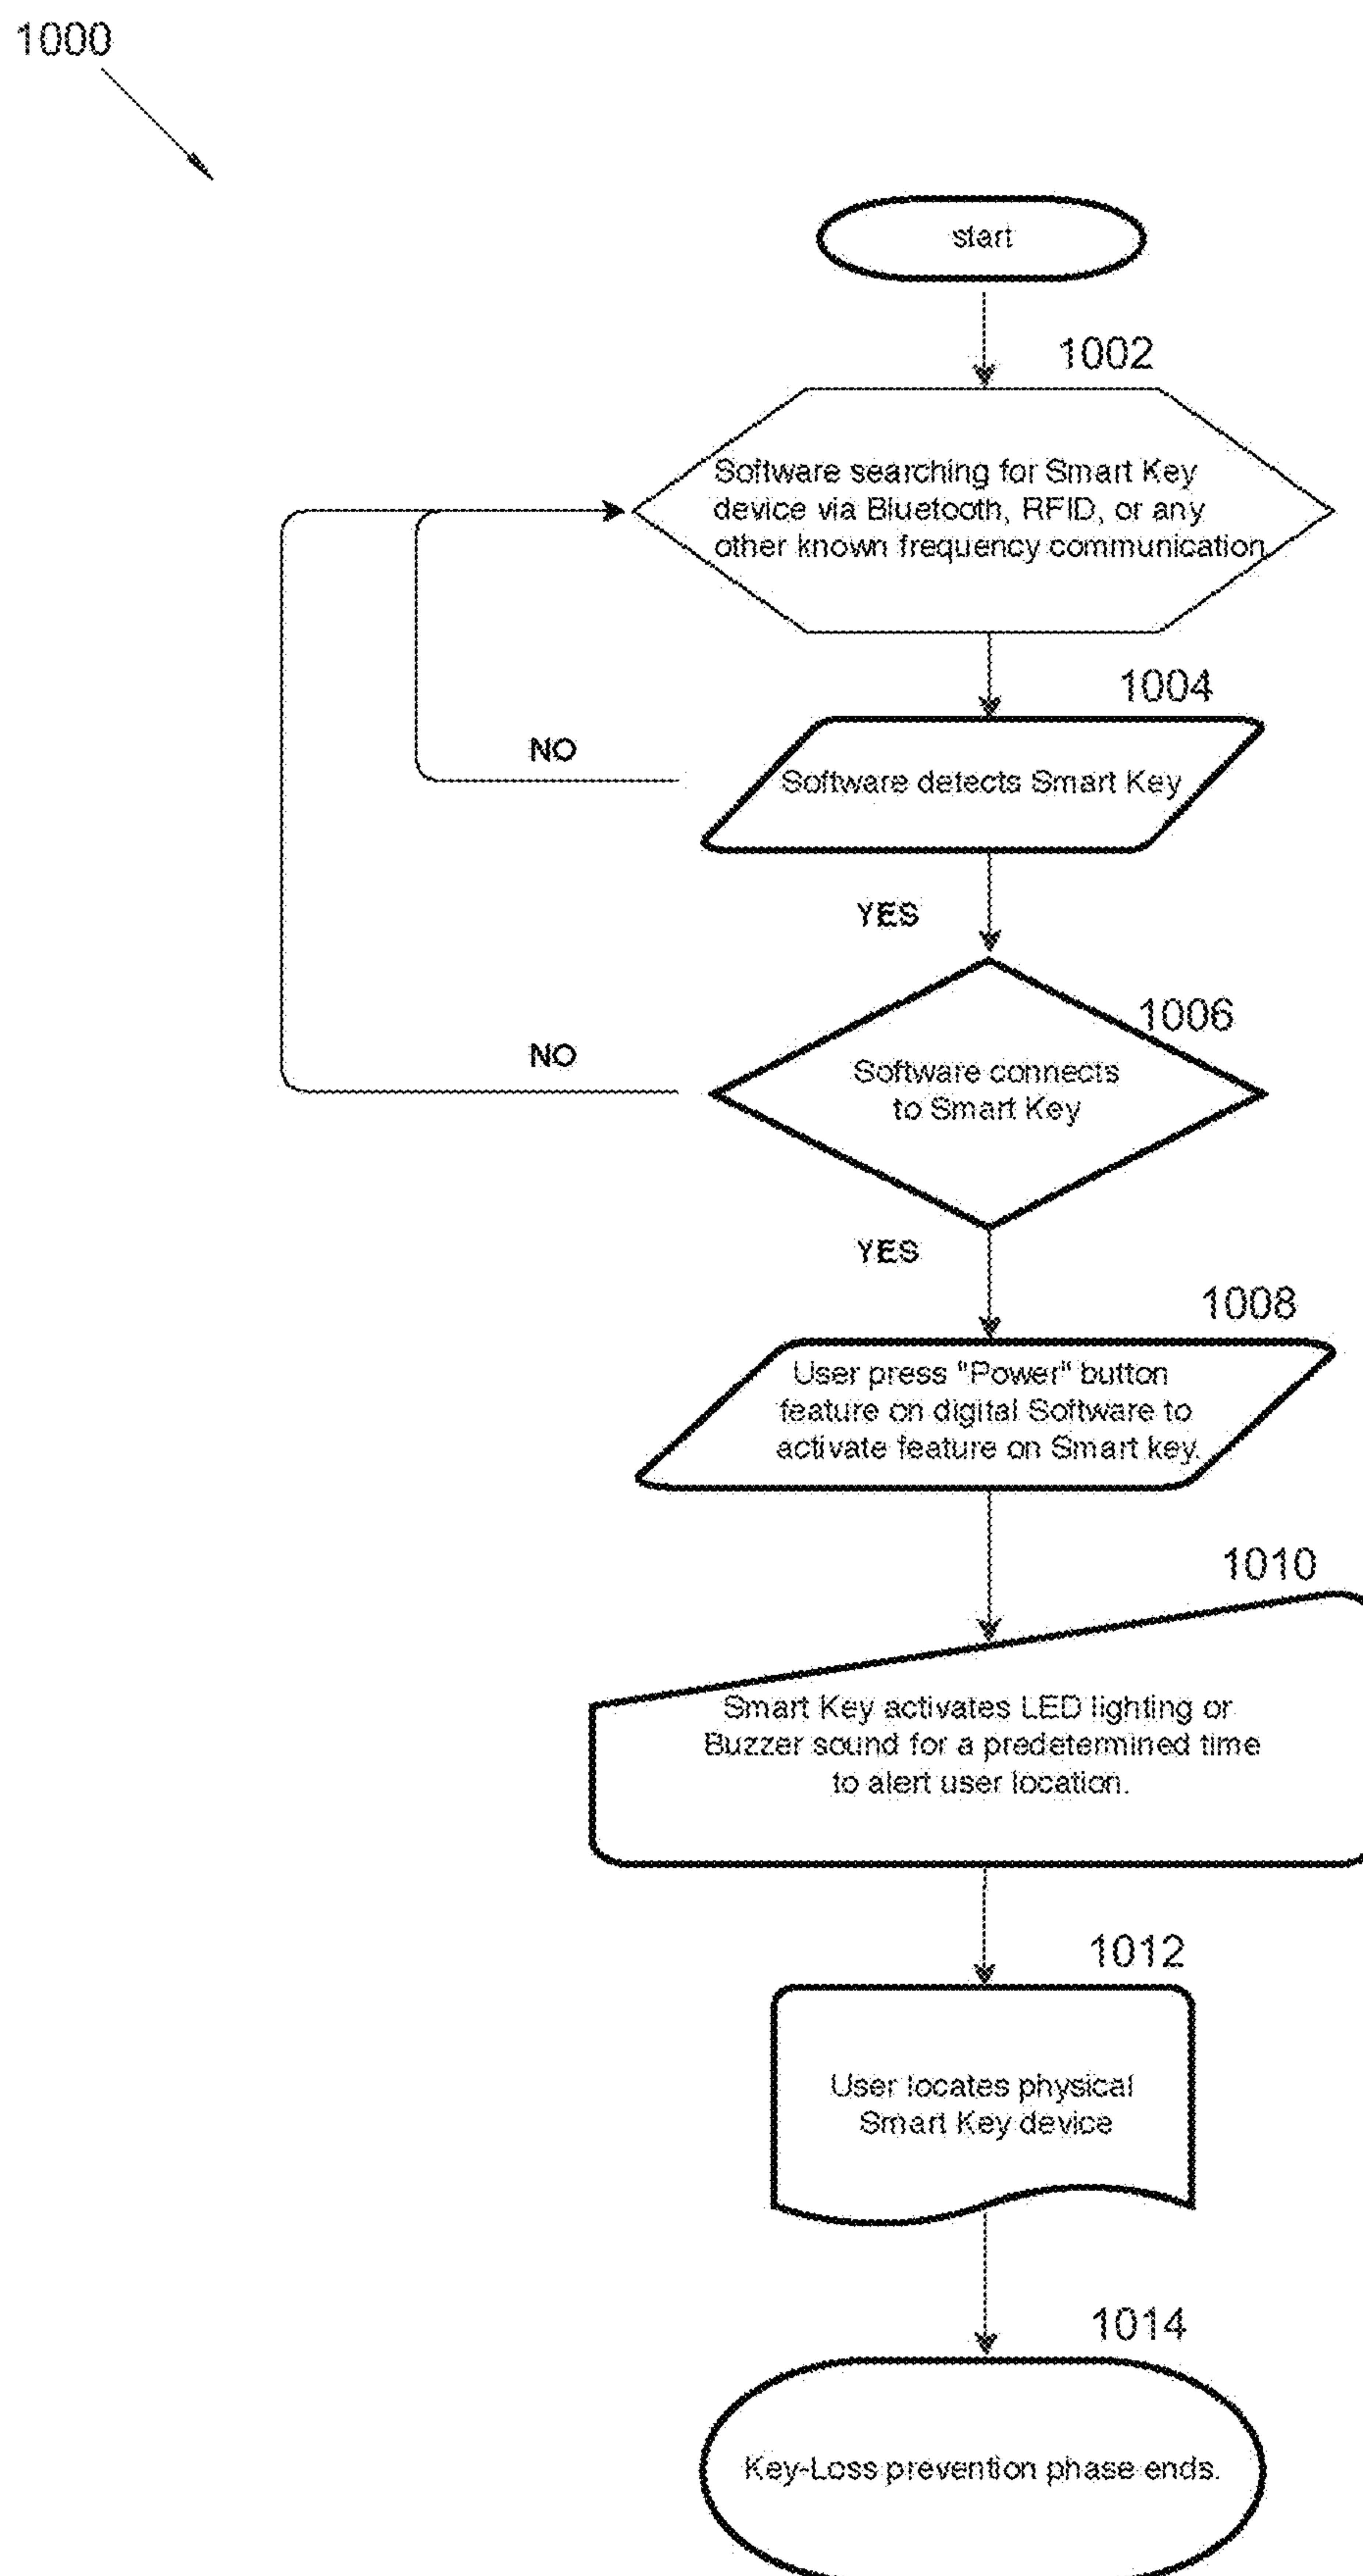 1000
start
1002
Software searching for Smart Key
device via Bluetooth, RFID, or any
other known frequency communication
1004
NO
Software detects Smart Key
YES
1006
NO
Software connects
to Smart Key
YES
1008
User press "Power" button
feature on digital Software to
activate feature on Smart key.
1010
Smart Key activates LED lighting or
Buzzer sound for a predetermined time
to alert user location.
1012
User locates physical
Smart Key device
1014
Key-Loss prevention phase ends.